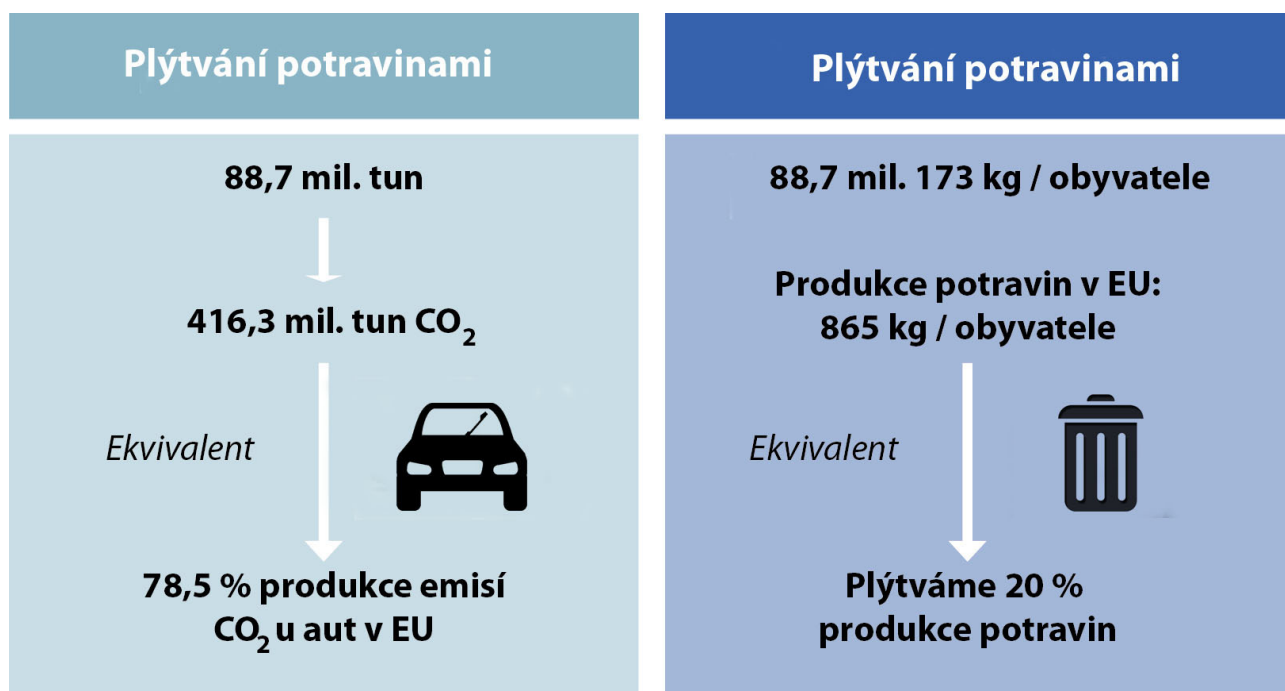 Plýtvání potravinami
88,7 mil. tun
416,3 mil. tun CO₂
Ekvivalent
78,5 % produkce emisí
CO₂ u aut v EU
Plýtvání potravinami
88,7 mil. 173 kg / obyvatele
Produkce potravin v EU:
865 kg / obyvatele
Ekvivalent
Plýtváme 20 %
produkce potravin